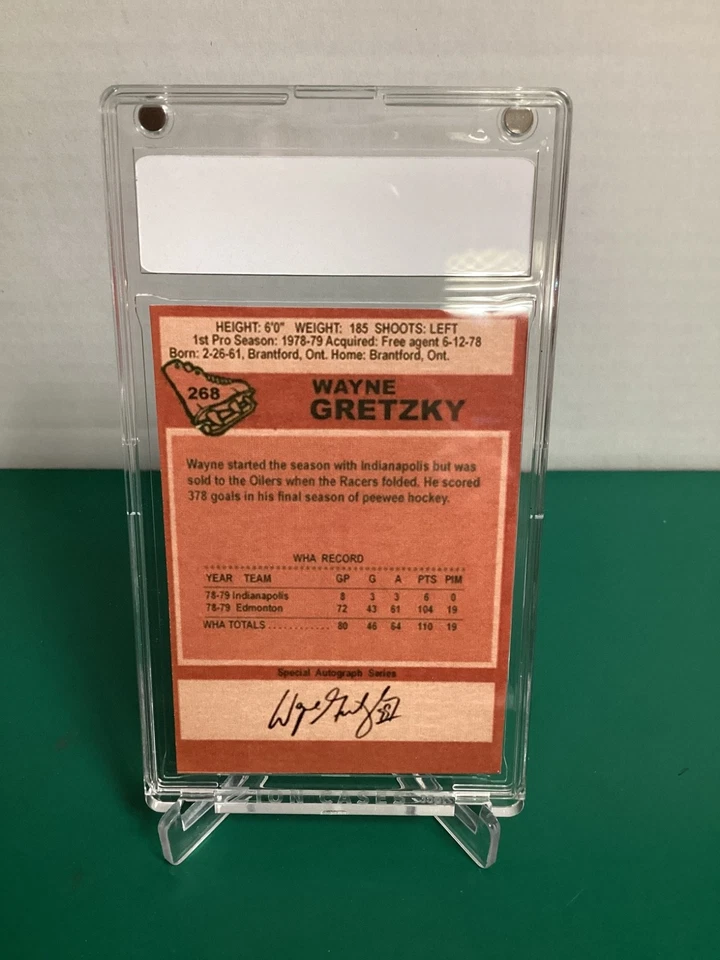 HEIGHT: 6'0" WEIGHT: 185 SHOOTS: LEFT
1st Pro Season: 1978-79 Acquired: Free agent 6-12-78
Born: 2-26-61, Brantford, Ont. Home: Brantford, Ont.
268
WAYNE
GRETZKY
Wayne started the season with Indianapolis but was
sold to the Oilers when the Racers folded. He scored
378 goals in his final season of peewee hockey.
WHA RECORD
YEAR TEAM GP G A PTS PIM
78-79 Indianapolis 8 3 3 6 0
78-79 Edmonton 72 43 61 104 19
WHA TOTALS ............. 80 46 64 110 19
Special Autograph Series
Wayne Gretzky
CASES